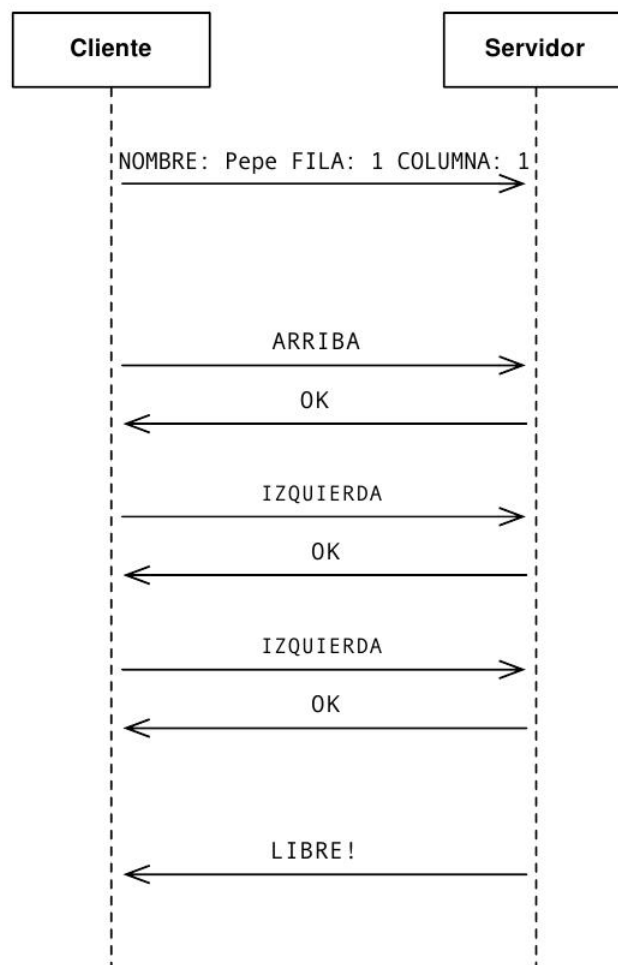 Cliente Servidor
NOMBRE: Pepe FILA: 1 COLUMNA: 1
ARRIBA
OK
IZQUIERDA
OK
IZQUIERDA
OK
LIBRE!